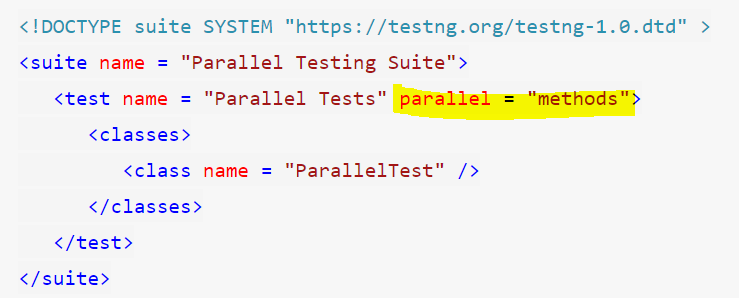 <!DOCTYPE suite SYSTEM "https://testng.org/testng-1.0.dtd" >
<suite name = "Parallel Testing Suite">
<test name = "Parallel Tests" parallel = "methods">
<classes>
<class name = "ParallelTest" />
</classes>
</test>
</suite>